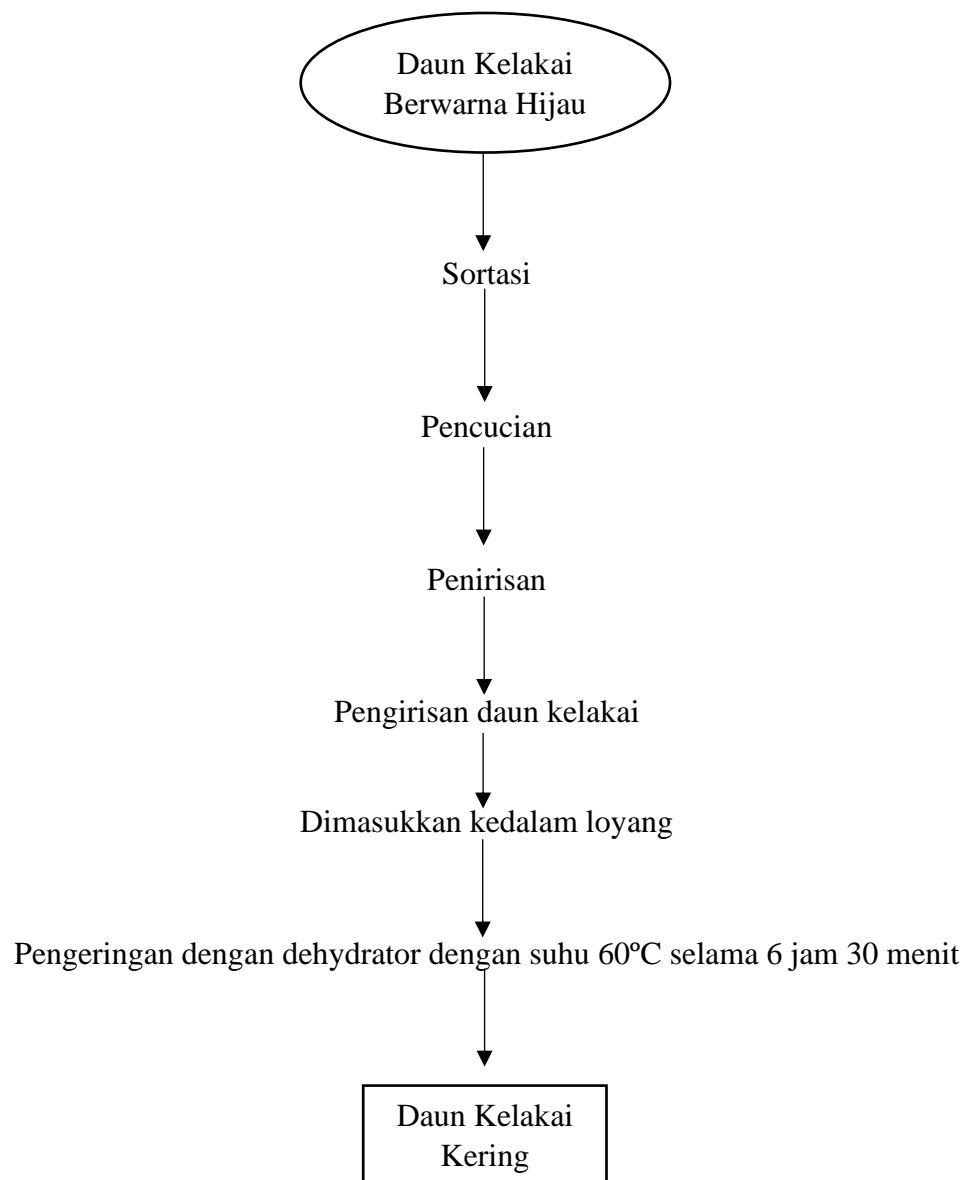 Daun Kelakai
Berwarna Hijau
Sortasi
Pencucian
Penirisan
Pengirisan daun kelakai
Dimasukkan kedalam loyang
Pengeringan dengan dehydrator dengan suhu 60ºC selama 6 jam 30 menit
Daun Kelakai
Kering